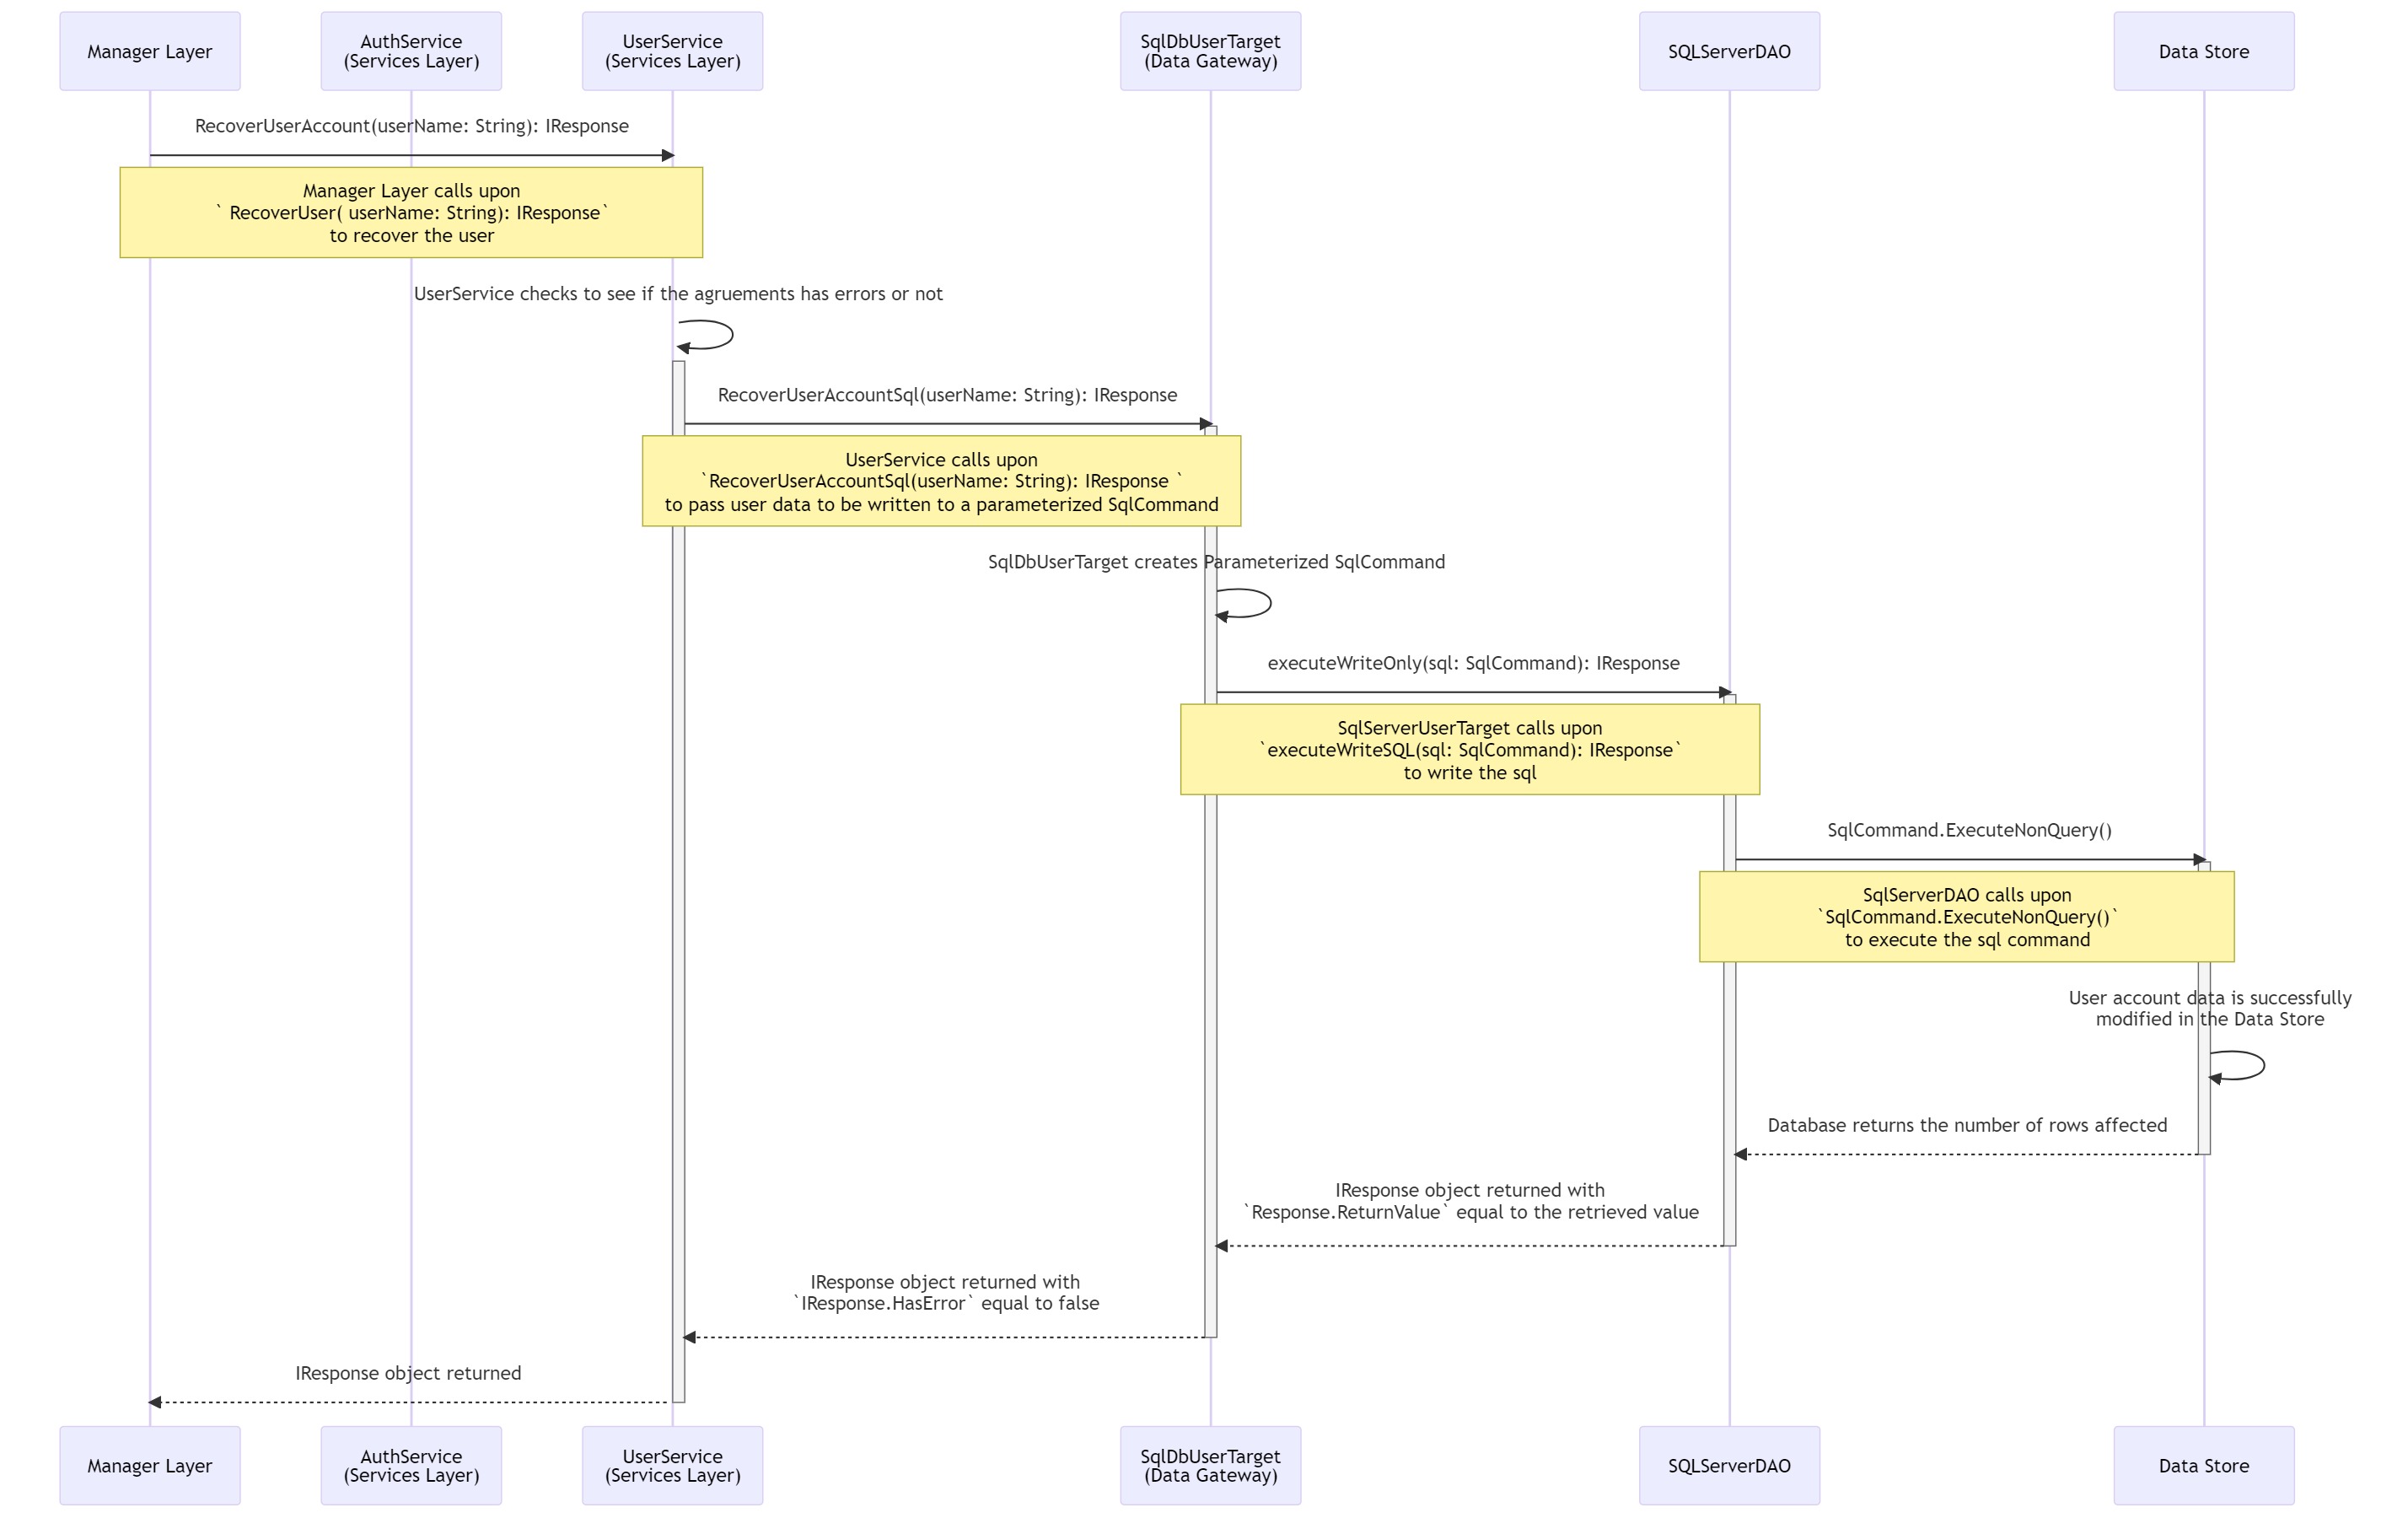 Manager Layer
AuthService
(Services Layer)
UserService
(Services Layer)
SqlDbUserTarget
(Data Gateway)
SQLServerDAO
Data Store
RecoverUserAccount(userName: String): IResponse
Manager Layer calls upon
` RecoverUser( userName: String): IResponse`
to recover the user
UserService checks to see if the agruements has errors or not
RecoverUserAccountSql(userName: String): IResponse
UserService calls upon
`RecoverUserAccountSql(userName: String): IResponse `
to pass user data to be written to a parameterized SqlCommand
SqlDbUserTarget creates Parameterized SqlCommand
executeWriteOnly(sql: SqlCommand): IResponse
SqlServerUserTarget calls upon
`executeWriteSQL(sql: SqlCommand): IResponse`
to write the sql
SqlCommand.ExecuteNonQuery()
SqlServerDAO calls upon
`SqlCommand.ExecuteNonQuery()`
to execute the sql command
User account data is successfully
modified in the Data Store
Database returns the number of rows affected
IResponse object returned with
`Response.ReturnValue` equal to the retrieved value
IResponse object returned with
`IResponse.HasError` equal to false
IResponse object returned
Manager Layer
AuthService
(Services Layer)
UserService
(Services Layer)
SqlDbUserTarget
(Data Gateway)
SQLServerDAO
Data Store